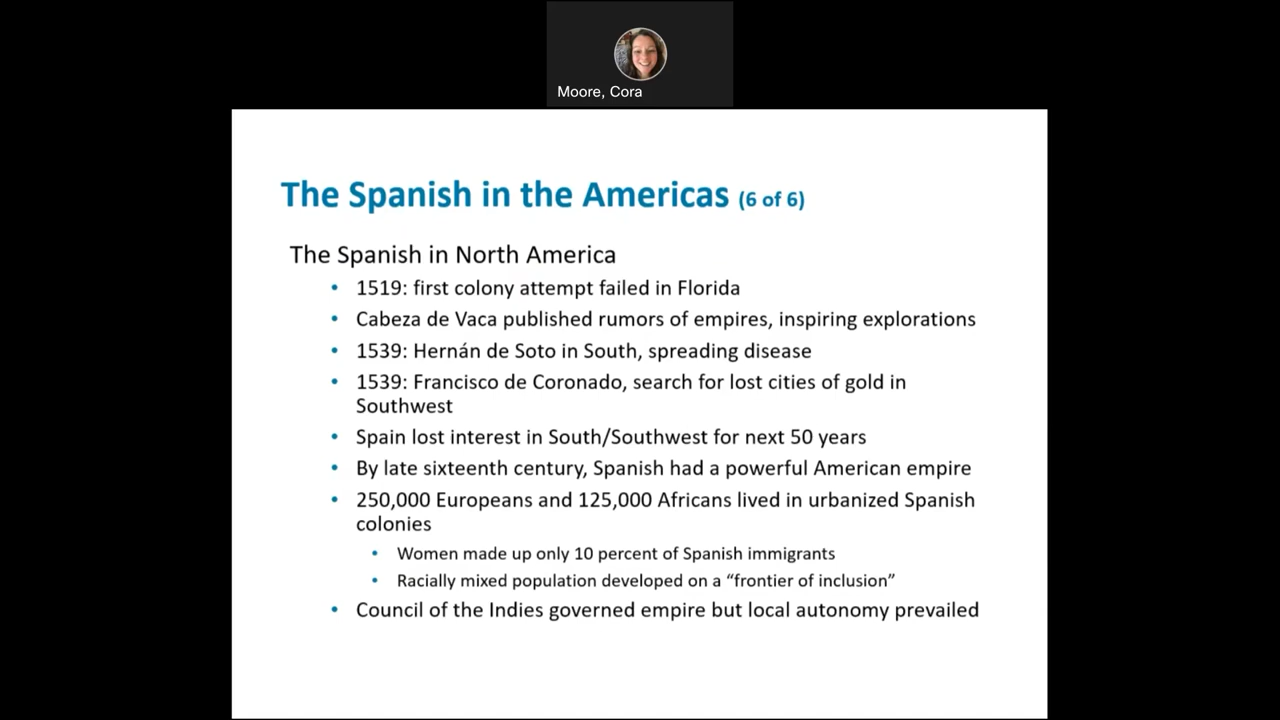 Moore, Cora
The Spanish in the Americas (6 of 6)
The Spanish in North America
• 1519: first colony attempt failed in Florida
• Cabeza de Vaca published rumors of empires, inspiring explorations
• 1539: Hernán de Soto in South, spreading disease
• 1539: Francisco de Coronado, search for lost cities of gold in
Southwest
• Spain lost interest in South/Southwest for next 50 years
• By late sixteenth century, Spanish had a powerful American empire
• 250,000 Europeans and 125,000 Africans lived in urbanized Spanish
colonies
• Women made up only 10 percent of Spanish immigrants
• Racially mixed population developed on a “frontier of inclusion”
• Council of the Indies governed empire but local autonomy prevailed